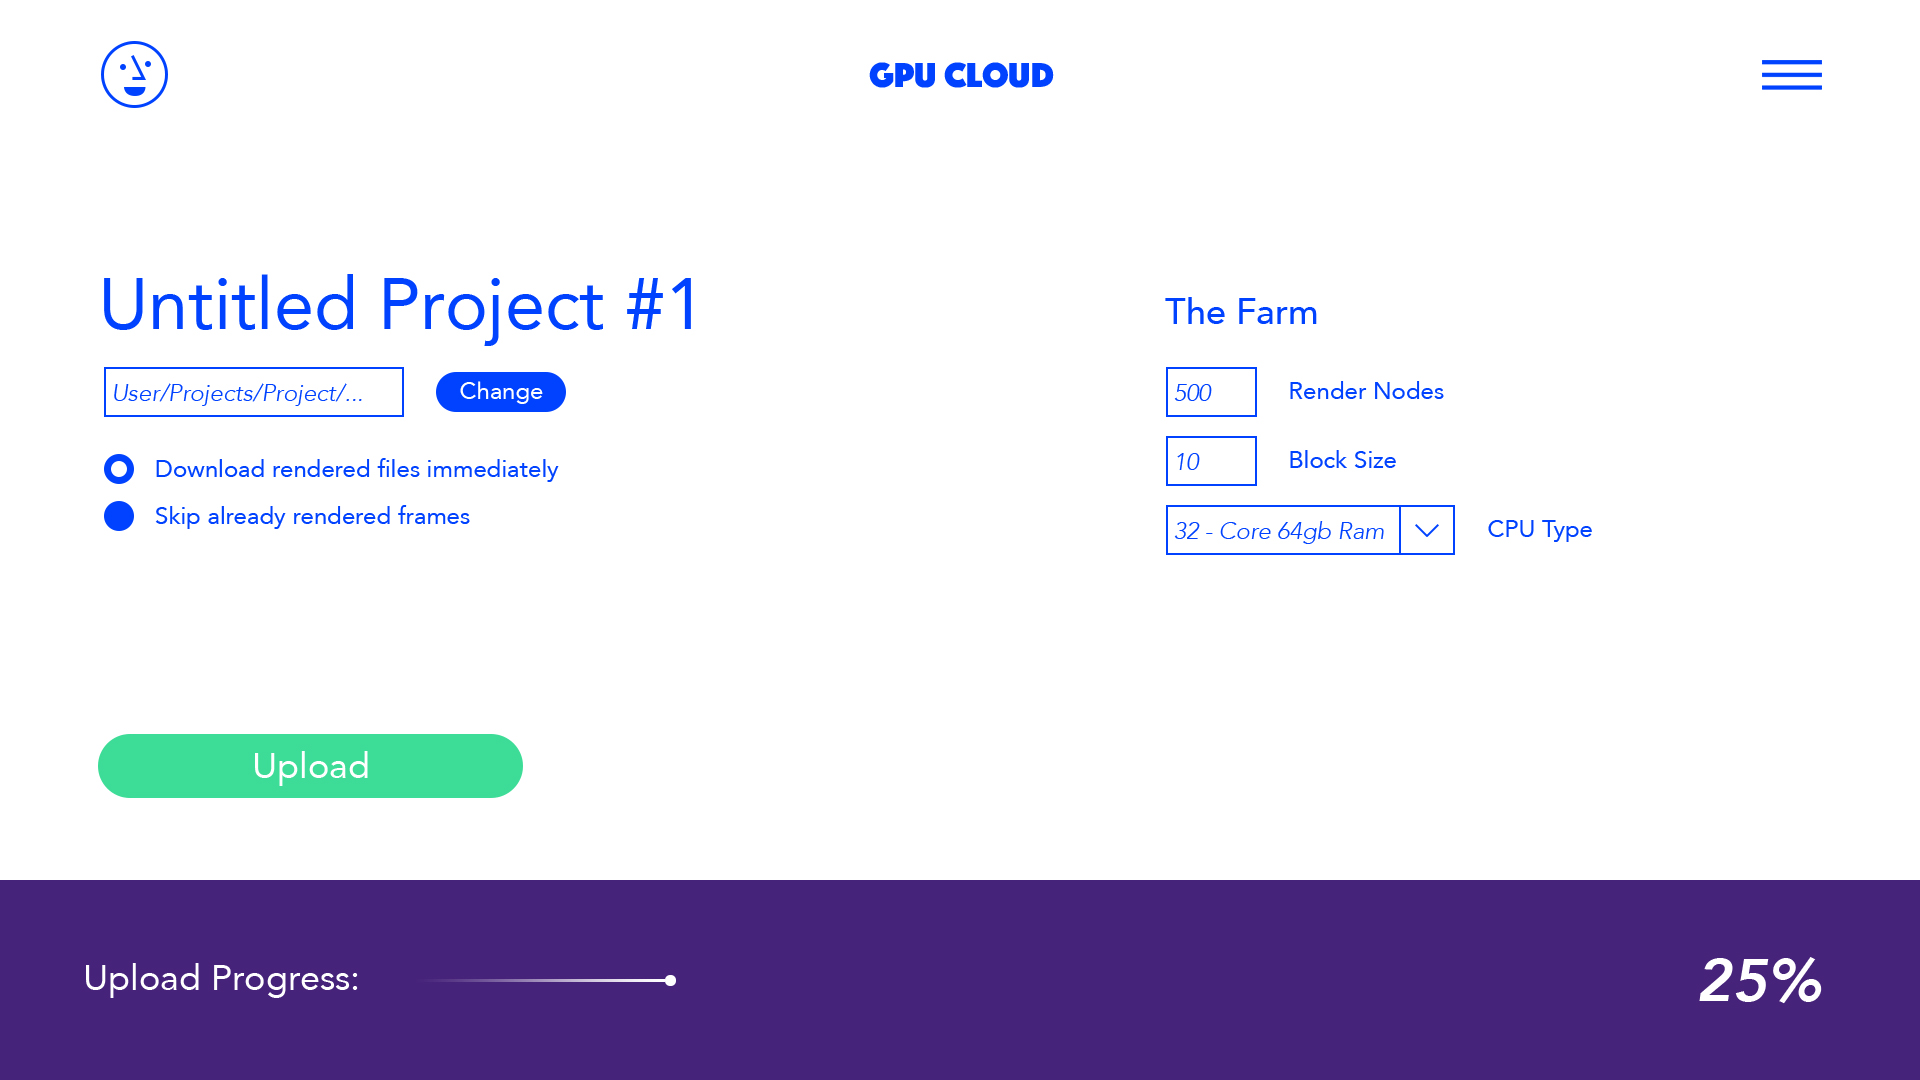 GPU CLOUD
Untitled Project #1
User/Projects/Project/...
Change
Download rendered files immediately
Skip already rendered frames
The Farm
500
Render Nodes
10
Block Size
32 - Core 64gb Ram
CPU Type
Upload
Upload Progress:
25%